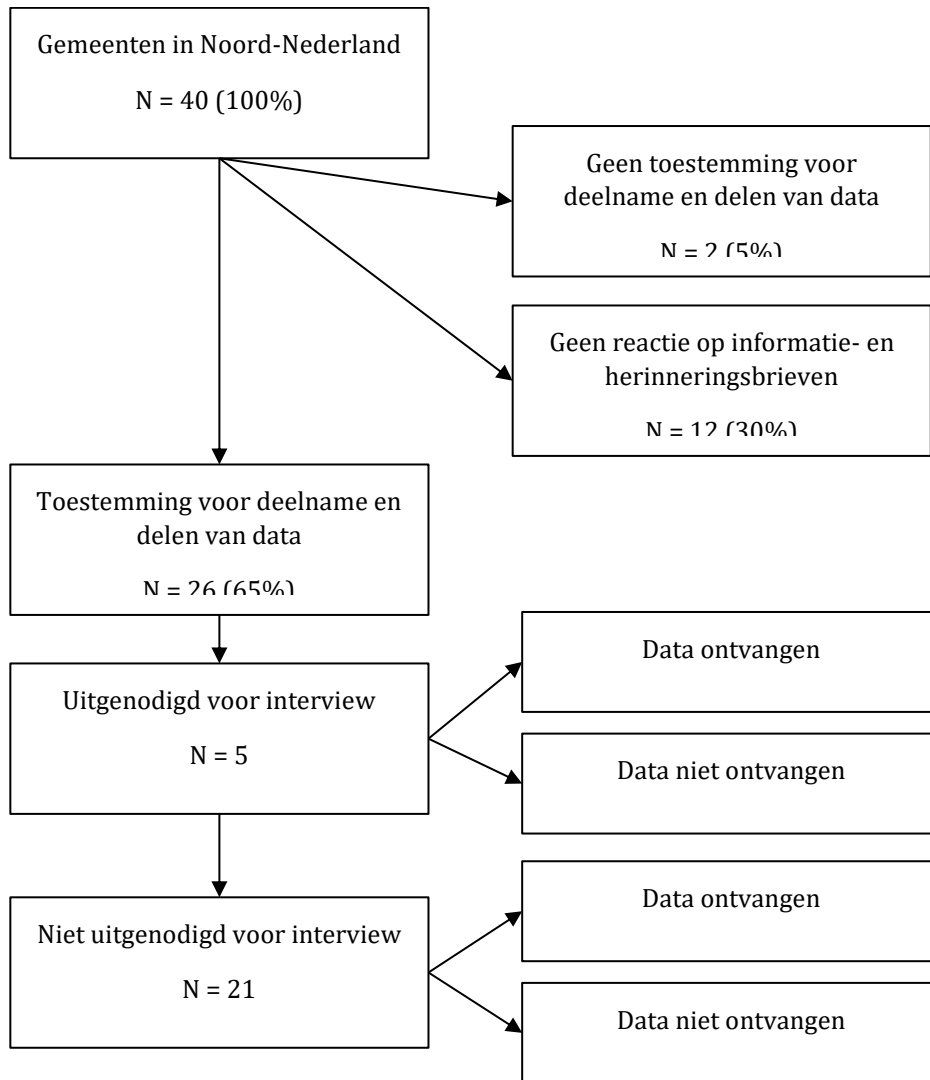 Gemeenten in Noord-Nederland
N = 40 (100%)
Geen toestemming voor
deelname en delen van data
N = 2 (5%)
Geen reactie op informatie- en
herinneringsbrieven
N = 12 (30%)
Toestemming voor deelname en
delen van data
N = 26 (65%)
Uitgenodigd voor interview
N = 5
Data ontvangen
Data niet ontvangen
Niet uitgenodigd voor interview
N = 21
Data ontvangen
Data niet ontvangen